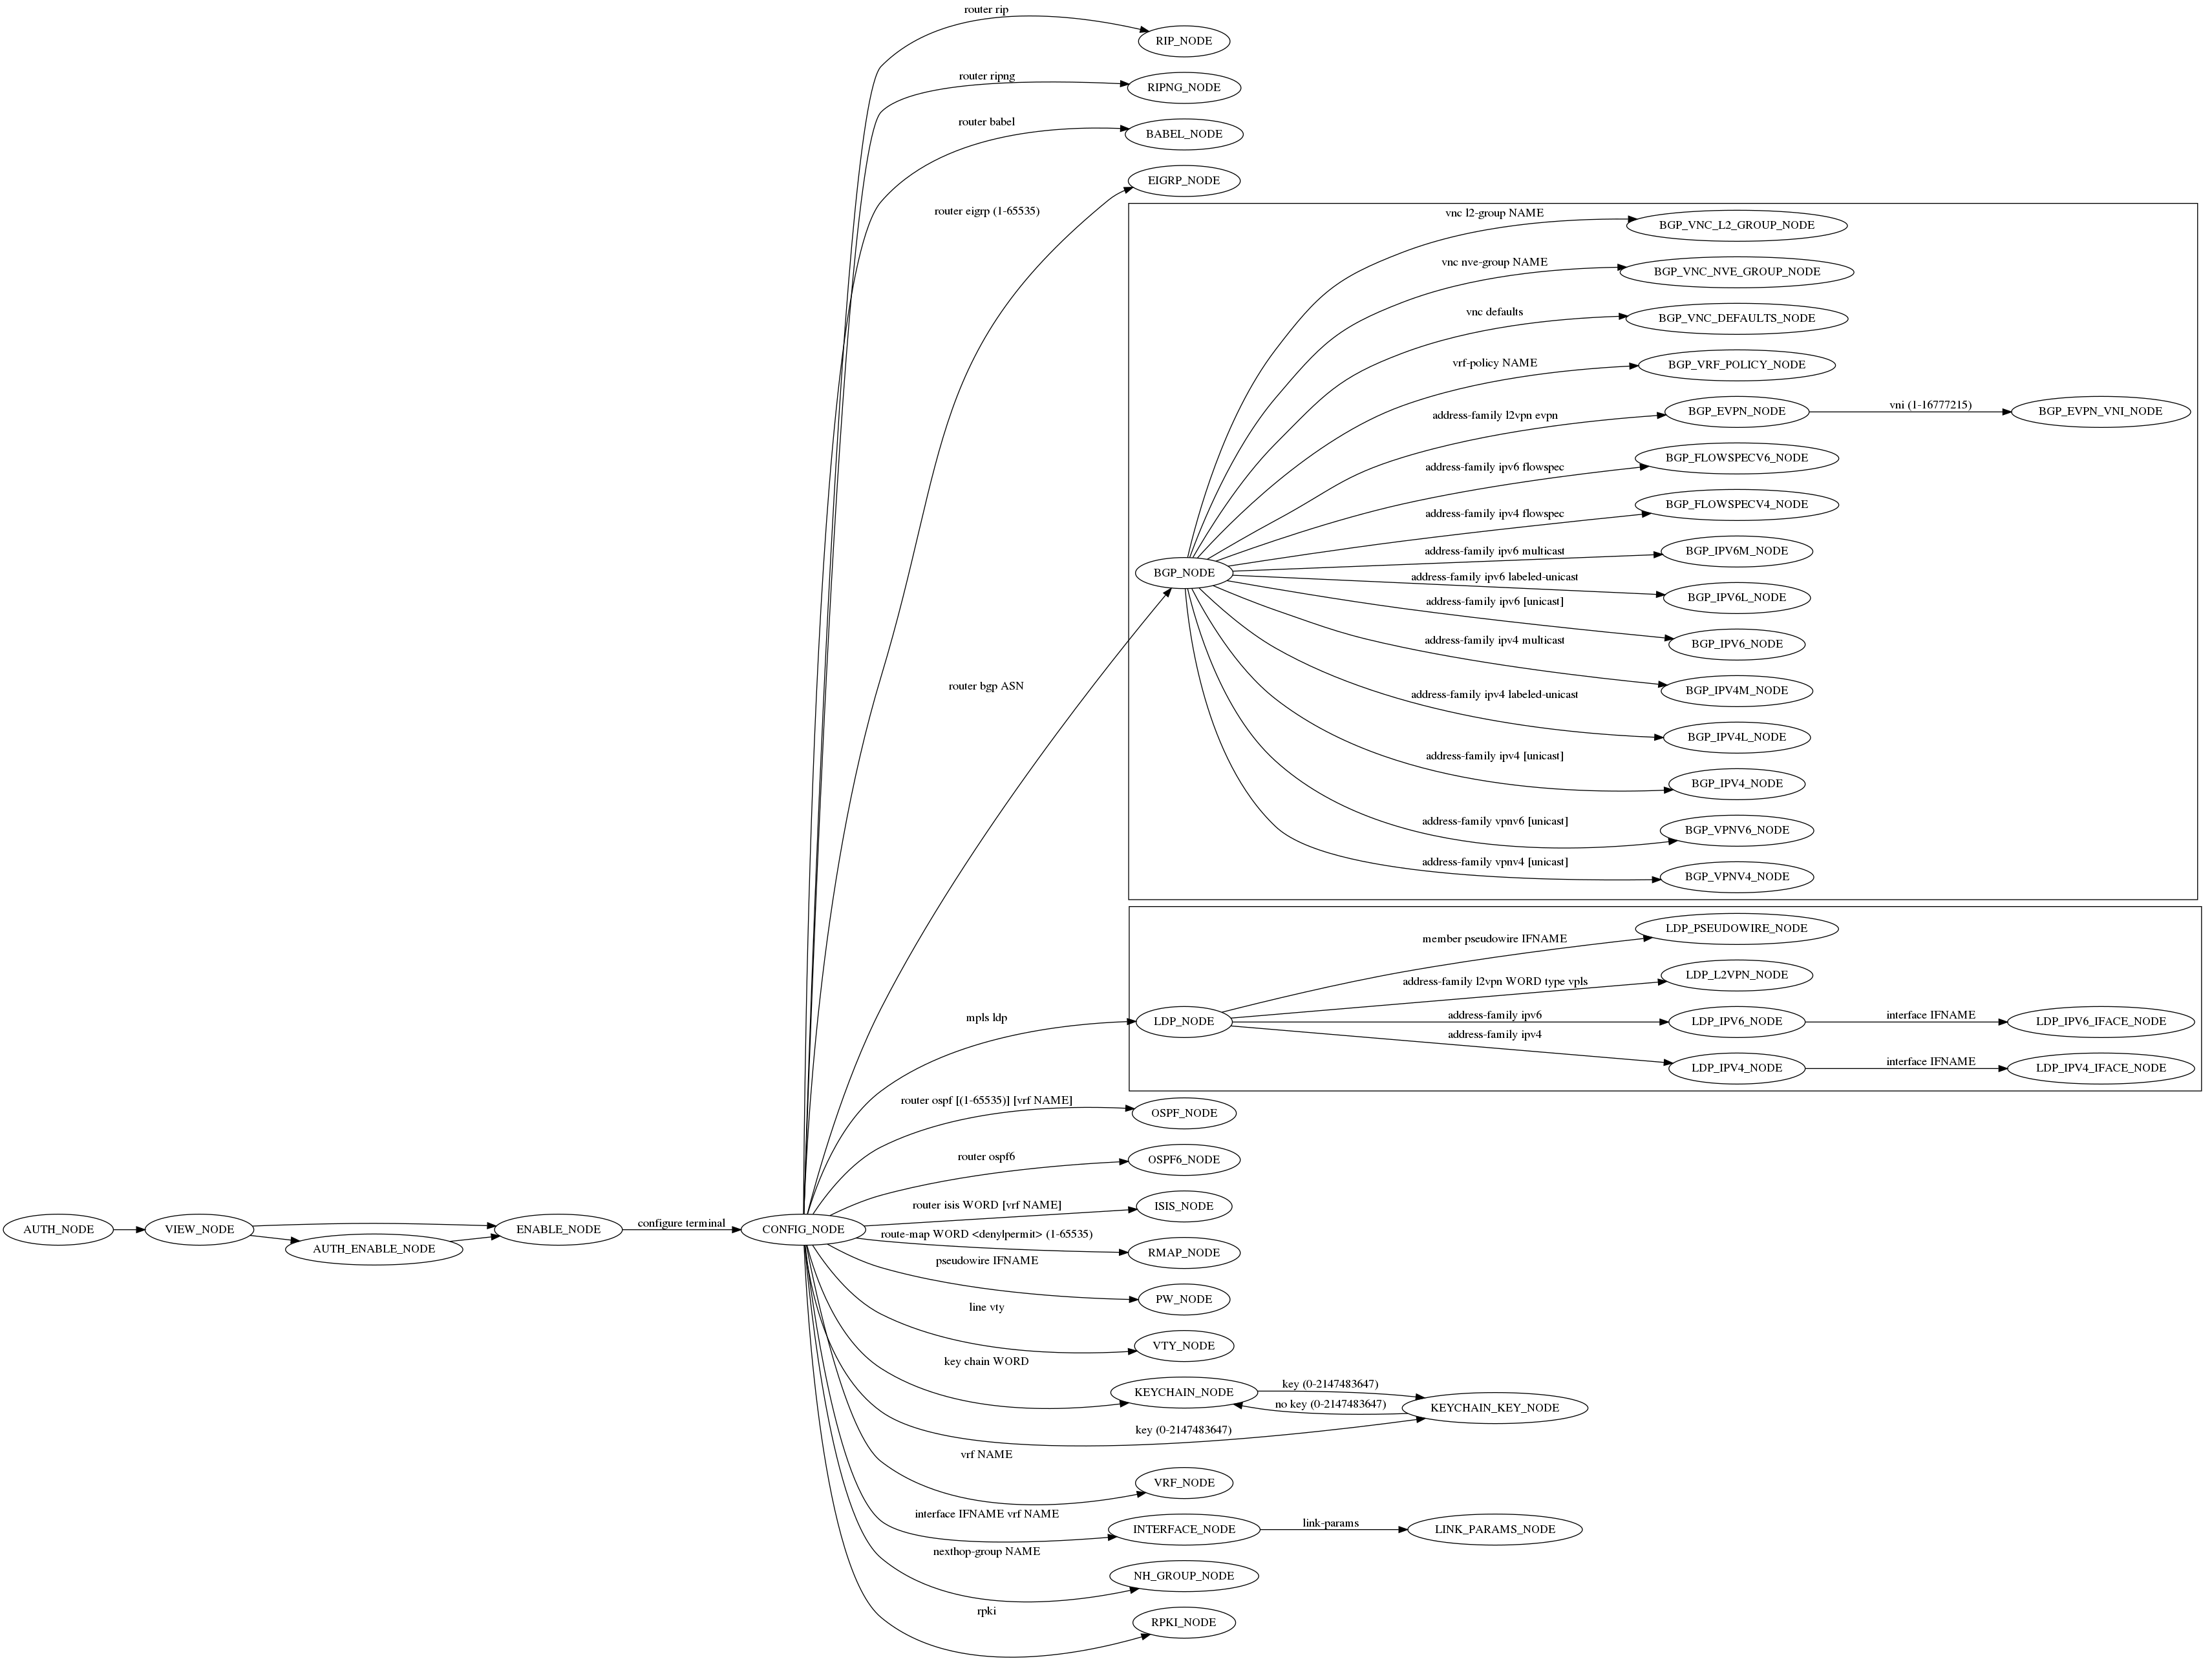 router rip
RIP_NODE
router ripng
RIPNG_NODE
router babel
BABEL_NODE
EIGRP_NODE
router eigrp (1-65535)
vnc l2-group NAME
BGP_VNC_L2_GROUP_NODE
vnc nve-group NAME
BGP_VNC_NVE_GROUP_NODE
vnc defaults
BGP_VNC_DEFAULTS_NODE
vrf-policy NAME
BGP_VRF_POLICY_NODE
address-family l2vpn evpn
BGP_EVPN_NODE
vni (1-16777215)
BGP_EVPN_VNI_NODE
address-family ipv6 flowspec
BGP_FLOWSPECV6_NODE
address-family ipv4 flowspec
BGP_FLOWSPECV4_NODE
address-family ipv6 multicast
BGP_IPV6M_NODE
BGP_NODE
address-family ipv6 labeled-unicast
BGP_IPV6L_NODE
address-family ipv6 [unicast]
BGP_IPV6_NODE
address-family ipv4 multicast
router bgp ASN
BGP_IPV4M_NODE
address-family ipv4 labeled-unicast
BGP_IPV4L_NODE
address-family ipv4 [unicast]
BGP_IPV4_NODE
address-family vpnv6 [unicast]
BGP_VPNV6_NODE
address-family vpnv4 [unicast]
BGP_VPNV4_NODE
LDP_PSEUDOWIRE_NODE
member pseudowire IFNAME
address-family l2vpn WORD type vpls
LDP_L2VPN_NODE
mpls ldp
LDP_NODE
address-family ipv6
LDP_IPV6_NODE
interface IFNAME
LDP_IPV6_IFACE_NODE
address-family ipv4
LDP_IPV4_NODE
interface IFNAME
LDP_IPV4_IFACE_NODE
router ospf [(1-65535)] [vrf NAME]
OSPF_NODE
router ospf6
OSPF6_NODE
router isis WORD [vrf NAME]
ISIS_NODE
AUTH_NODE
VIEW_NODE
AUTH_ENABLE_NODE
ENABLE_NODE
configure terminal
CONFIG_NODE
route-map WORD <deny|permit> (1-65535)
RMAP_NODE
pseudowire IFNAME
PW_NODE
line vty
VTY_NODE
key chain WORD
KEYCHAIN_NODE
key (0-2147483647)
no key (0-2147483647)
KEYCHAIN_KEY_NODE
key (0-2147483647)
vrf NAME
VRF_NODE
interface IFNAME vrf NAME
INTERFACE_NODE
link-params
LINK_PARAMS_NODE
nexthop-group NAME
NH_GROUP_NODE
rpki
RPKI_NODE